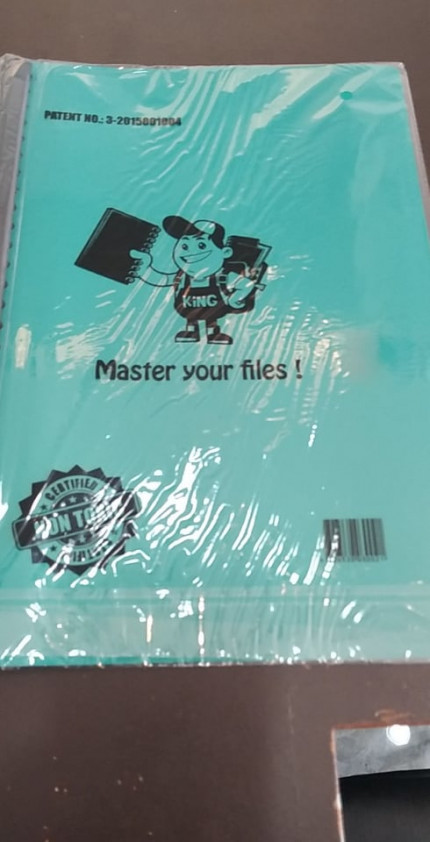 PATENT NO.: 3-2015001004
KiNG
Master your files !
CERTIFIED